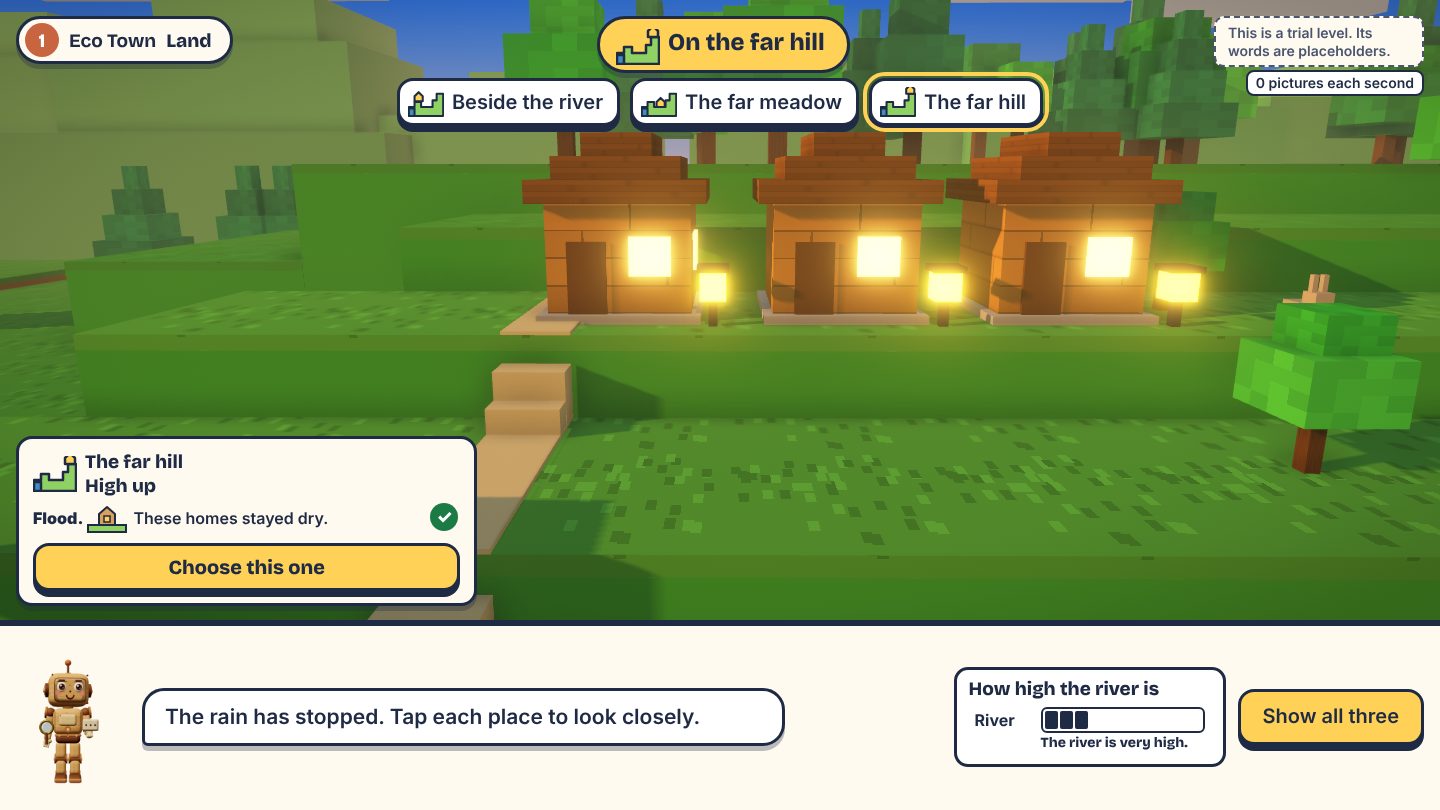 1 Eco Town Land
On the far hill
This is a trial level. Its
words are placeholders.
0 pictures each second
Beside the river
The far meadow
The far hill
The far hill
High up
Flood. These homes stayed dry.
Choose this one
The rain has stopped. Tap each place to look closely.
How high the river is
River
The river is very high.
Show all three